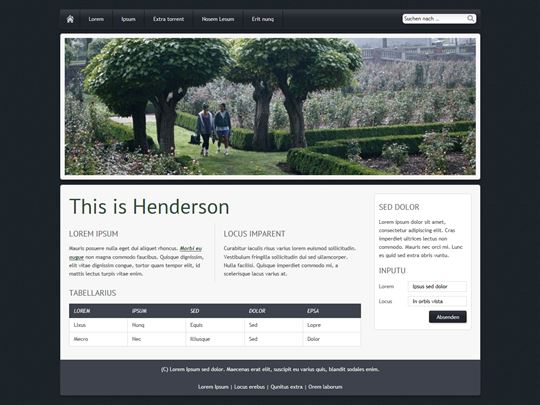 Lorem Ipsum Extra torrent Nosem Lesum Erit nunq Suchen nach ...
This is Henderson
LOREM IPSUM
Mauris posuere nulla eget dui aliquet rhoncus. Morbi eu
augue non magna commodo faucibus. Quisque dignissim,
elit vitae dignissim congue, tortor quam tempor elit, id
mattis lectus turpis vitae enim.
LOCUS IMPARENT
Curabitur iaculis risus varius lorem euismod sollicitudin.
Vestibulum fringilla sollicitudin dui sed ullamcorper.
Nulla facilisi. Quisque imperdiet commodo mi, a
scelerisque lacus varius at.
TABELLARIUS
LOREM IPSUM SED DOLOR EPSA
Lisus Nunq Equis Sed Lopre
Mecro Nec Illiusque Sed Dolor
SED DOLOR
Lorem ipsum dolor sit amet,
consectetur adipiscing elit. Cras
imperdiet ultrices lectus non
commodo. Mauris nec orci mi. Lunc
es quid sed extra obris vuntu.
INPUTU
Lorem Ipsus sed dolor
Locus In orbis vista
Absenden
(C) Lorem ipsum sed dolor. Maecenas erat elit, suscipit eu varius quis, blandit sodales enim.
Lorem Ipsum | Locus erebus | Qunitus extra | Orem laborum